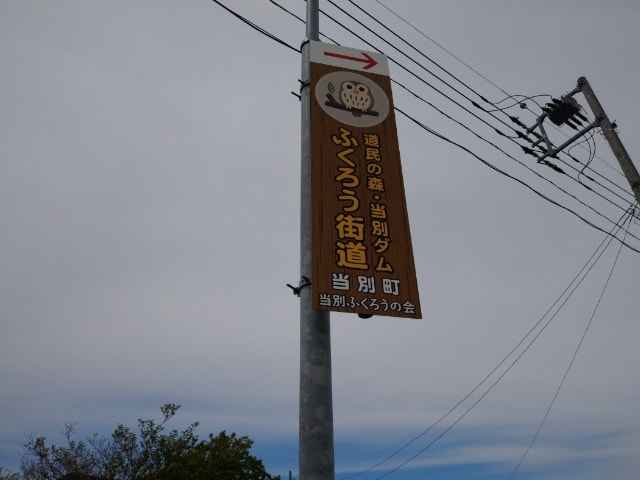 道民の森・当別ダム
ふくろう街道
当別町
当別ふくろうの会